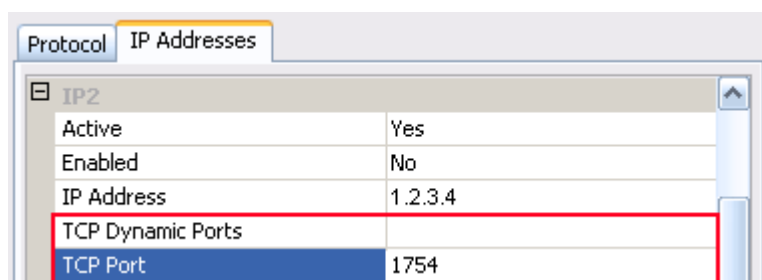 Protocol IP Addresses
IP2
Active Yes
Enabled No
IP Address 1.2.3.4
TCP Dynamic Ports
TCP Port 1754